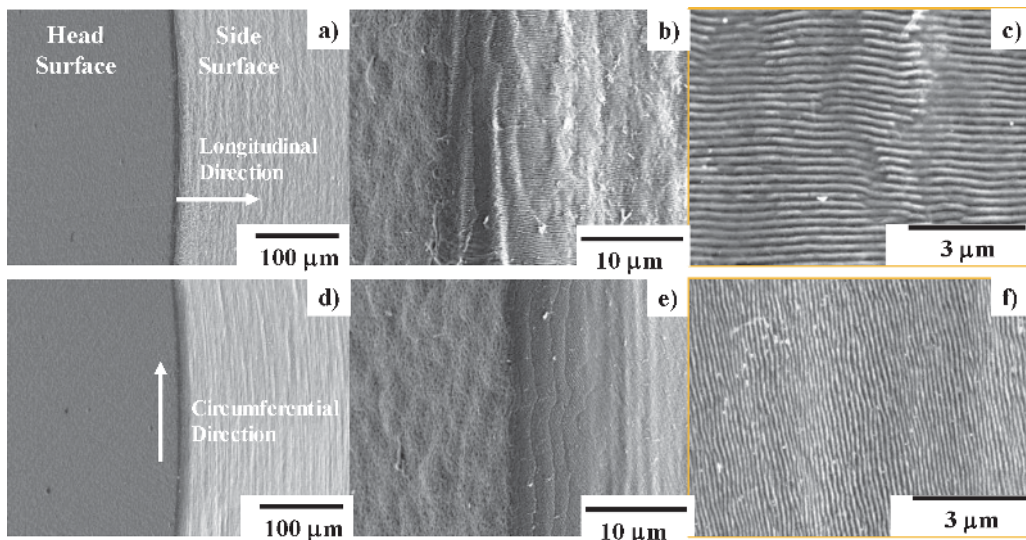 Head
Surface
Side
Surface
a)
Longitudinal
Direction
100 μm
b)
10 μm
c)
3 μm
d)
Circumferential
Direction
100 μm
e)
10 μm
f)
3 μm